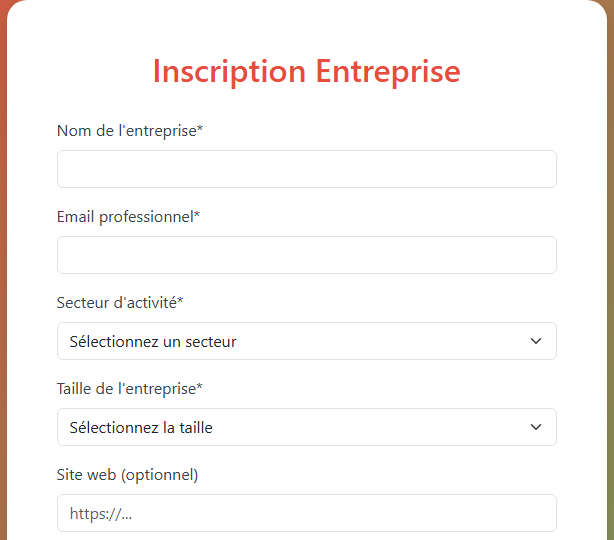 Inscription Entreprise
Nom de l'entreprise*
Email professionnel*
Secteur d'activité*
Sélectionnez un secteur
Taille de l'entreprise*
Sélectionnez la taille
Site web (optionnel)
https://...